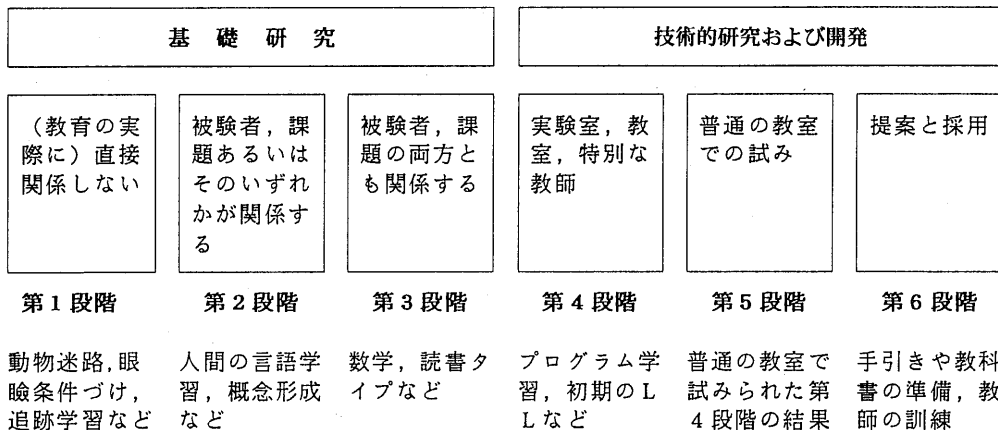 基礎研究
技術的研究および開発
（教育の実
際に）直接
関係しない
被験者，課
題あるいは
そのいずれ
かが関係す
る
被験者，課
題の両方と
も関係する
実験室，教
室，特別な
教師
普通の教室
での試み
提案と採用
第1段階
第2段階
第3段階
第4段階
第5段階
第6段階
動物迷路,眼
瞼条件づけ，
追跡学習など
人間の言語学
習，概念形成
など
数学，読書タ
イプなど
プログラム学
習，初期のL
Lなど
普通の教室で
試みられた第
4段階の結果
手引きや教科
書の準備，教
師の訓練